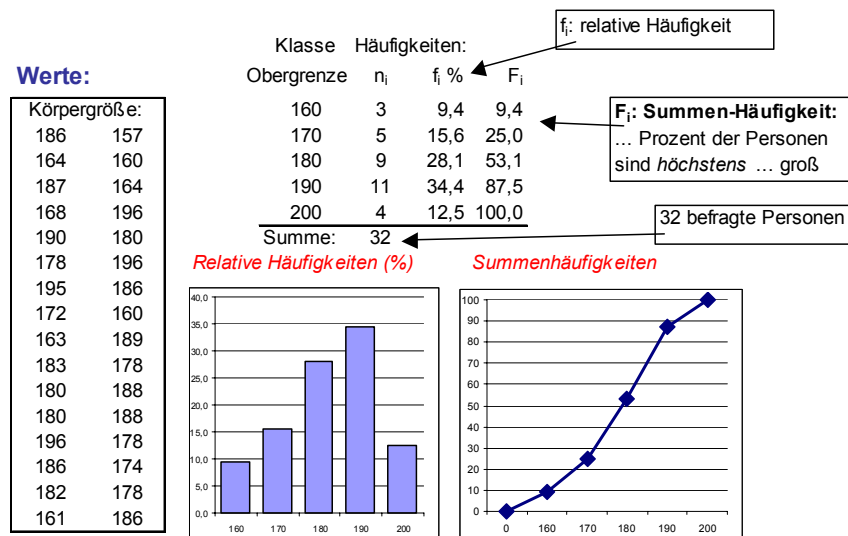 Werte:
Körpergröße:
186 157
164 160
187 164
168 196
190 180
178 196
195 186
172 160
163 189
183 178
180 188
180 188
196 178
186 174
182 178
161 186
Klasse Häufigkeiten:
Obergrenze nᵢ fᵢ % Fᵢ
160 3 9,4 9,4
170 5 15,6 25,0
180 9 28,1 53,1
190 11 34,4 87,5
200 4 12,5 100,0
Summe: 32
fᵢ: relative Häufigkeit
Fᵢ: Summen-Häufigkeit:
... Prozent der Personen
sind höchstens ... groß
32 befragte Personen
Relative Häufigkeiten (%)
40,0
35,0
30,0
25,0
20,0
15,0
10,0
5,0
0,0
160 170 180 190 200
Summenhäufigkeiten
100
90
80
70
60
50
40
30
20
10
0
0 160 170 180 190 200